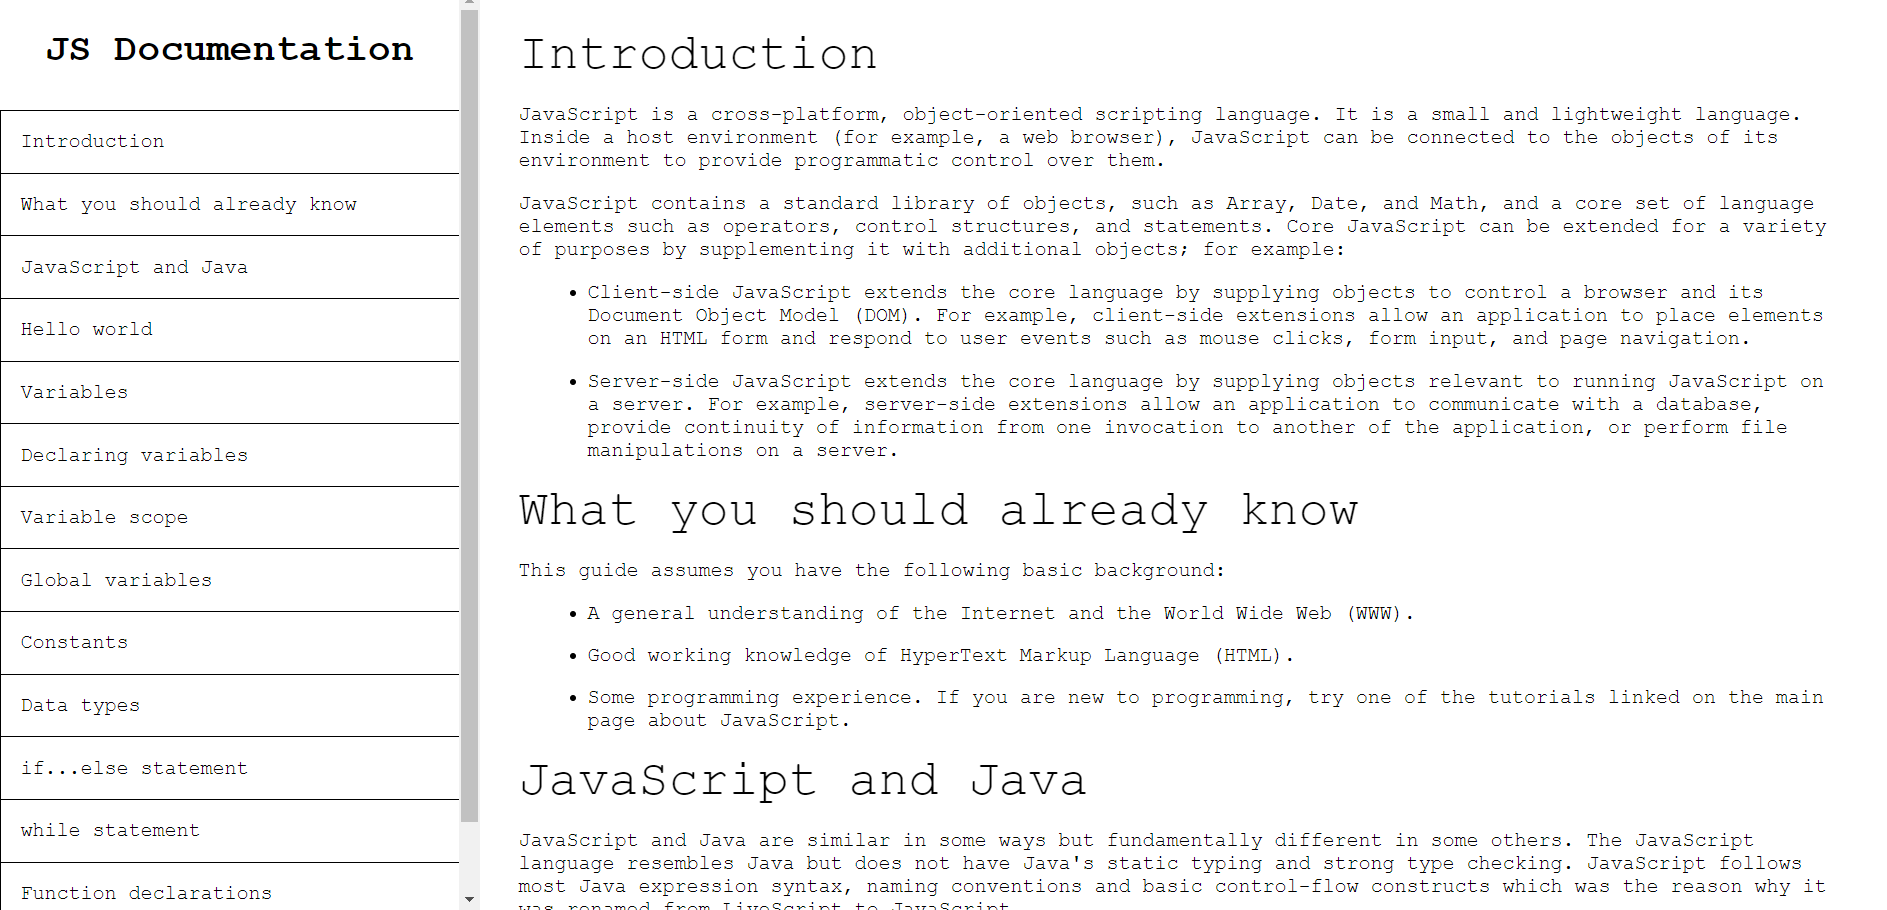 JS Documentation
Introduction
What you should already know
JavaScript and Java
Hello world
Variables
Declaring variables
Variable scope
Global variables
Constants
Data types
if...else statement
while statement
Function declarations
Introduction
JavaScript is a cross-platform, object-oriented scripting language. It is a small and lightweight language.
Inside a host environment (for example, a web browser), JavaScript can be connected to the objects of its
environment to provide programmatic control over them.
JavaScript contains a standard library of objects, such as Array, Date, and Math, and a core set of language
elements such as operators, control structures, and statements. Core JavaScript can be extended for a variety
of purposes by supplementing it with additional objects; for example:
• Client-side JavaScript extends the core language by supplying objects to control a browser and its
Document Object Model (DOM). For example, client-side extensions allow an application to place elements
on an HTML form and respond to user events such as mouse clicks, form input, and page navigation.
• Server-side JavaScript extends the core language by supplying objects relevant to running JavaScript on
a server. For example, server-side extensions allow an application to communicate with a database,
provide continuity of information from one invocation to another of the application, or perform file
manipulations on a server.
What you should already know
This guide assumes you have the following basic background:
• A general understanding of the Internet and the World Wide Web (WWW).
• Good working knowledge of HyperText Markup Language (HTML).
• Some programming experience. If you are new to programming, try one of the tutorials linked on the main
page about JavaScript.
JavaScript and Java
JavaScript and Java are similar in some ways but fundamentally different in some others. The JavaScript
language resembles Java but does not have Java's static typing and strong type checking. JavaScript follows
most Java expression syntax, naming conventions and basic control-flow constructs which was the reason why it
was renamed from LiveScript to JavaScript